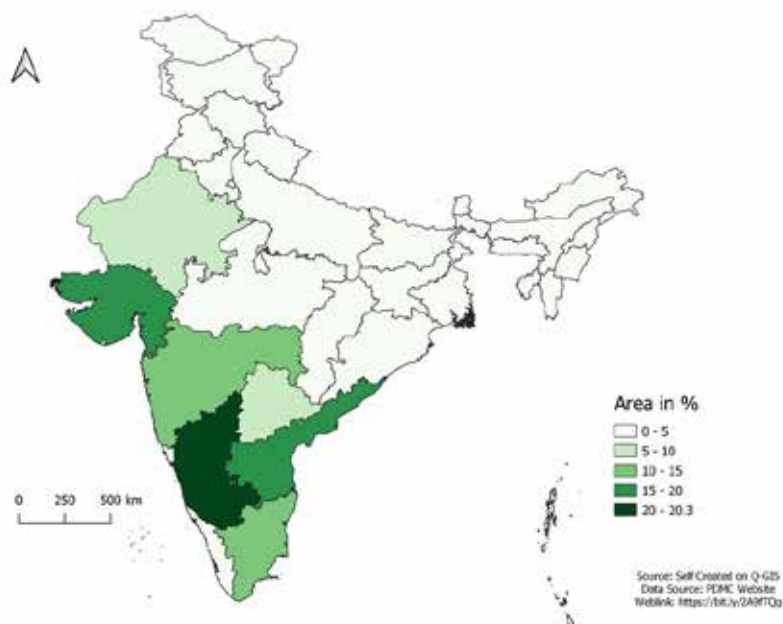 Area in %
0 - 5
5 - 10
10 - 15
15 - 20
20 - 20.3
0 250 500 km
Source: Self Created on Q-GIS
Data Source: PDMC Website
Weblink: